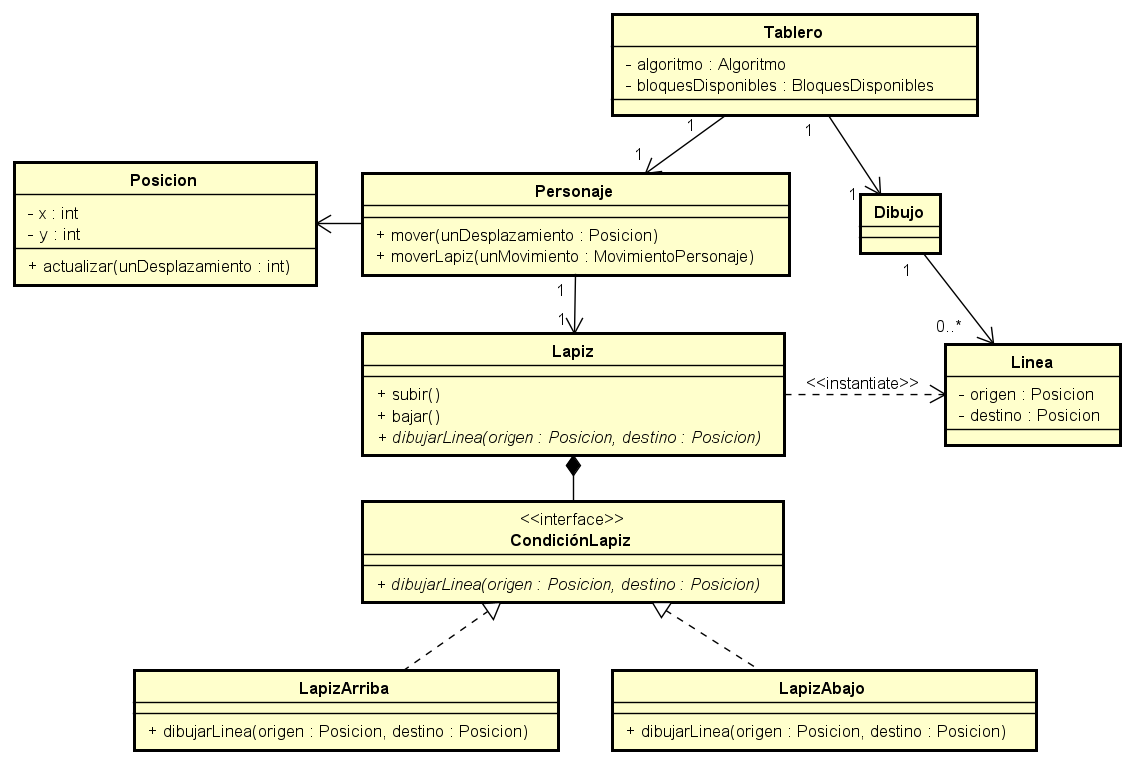 Tablero
- algoritmo : Algoritmo
- bloquesDisponibles : BloquesDisponibles
1
1
1
1
Posicion
- x : int
- y : int
+ actualizar(unDesplazamiento : int)
Personaje
+ mover(unDesplazamiento : Posicion)
+ moverLapiz(unMovimiento : MovimientoPersonaje)
Dibujo
1
0..*
1
1
Lapiz
+ subir()
+ bajar()
+ dibujarLinea(origen : Posicion, destino : Posicion)
<<instantiate>>
Linea
- origen : Posicion
- destino : Posicion
<<interface>>
CondiciónLapiz
+ dibujarLinea(origen : Posicion, destino : Posicion)
LapizArriba
+ dibujarLinea(origen : Posicion, destino : Posicion)
LapizAbajo
+ dibujarLinea(origen : Posicion, destino : Posicion)